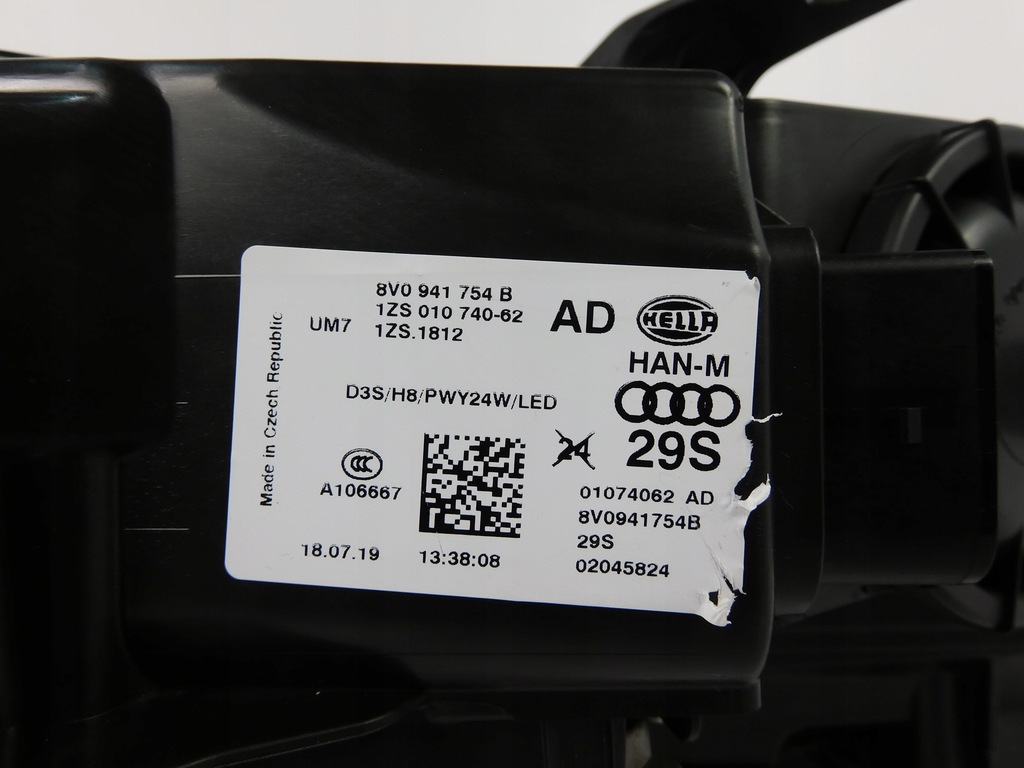 Made in Czech Republic
UM7
8V0 941 754 B
1ZS 010 740-62
1ZS.1812
AD
HELLA
HAN-M
D3S/H8/PWY24W/LED
24
29S
CCC
A106667
01074062 AD
8V0941754B
29S
02045824
18.07.19
13:38:08